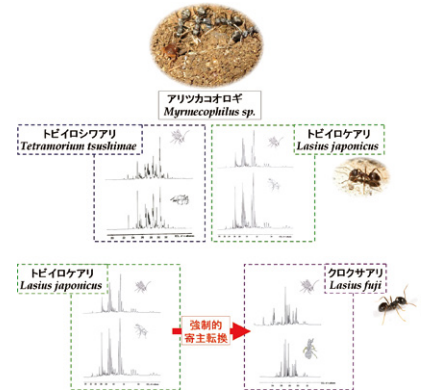 アリツカコオロギ
Myrmecophilus sp.
トビイロシワアリ
Tetramorium tsushimae
トビイロケアリ
Lasius japonicus
トビイロケアリ
Lasius japonicus
強制的
寄主転換
クロクサアリ
Lasius fuji